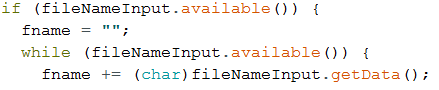 if (fileNameInput.available()) {
  fname = "";
  while (fileNameInput.available()) {
    fname += (char)fileNameInput.getData();